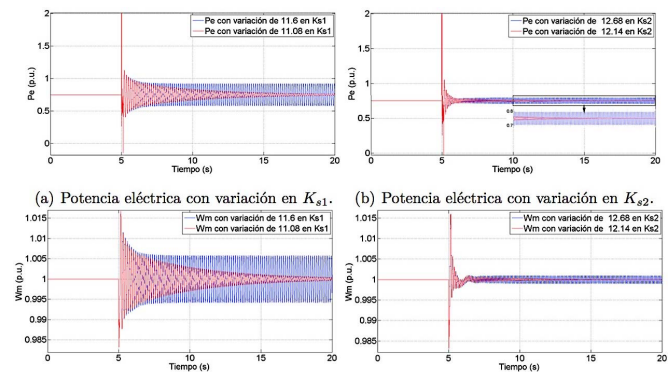 2
1.5
1
0.5
0
Pe (p.u.)
Pe con variación de 11.6 en Ks1
Pe con variación de 11.08 en Ks1
0
5
10
15
20
Tiempo (s)
2
1.5
1
0.5
0
Pe (p.u.)
Pe con variación de 12.68 en Ks2
Pe con variación de 12.14 en Ks2
0.8
0.7
0
5
10
15
20
Tiempo (s)
(a) Potencia eléctrica con variación en Ks1.
(b) Potencia eléctrica con variación en Ks2.
1.015
1.01
1.005
1
0.995
0.99
0.985
Wm (p.u.)
Wm con variación de 11.6 en Ks1
Wm con variación de 11.08 en Ks1
0
5
10
15
20
Tiempo (s)
1.015
1.01
1.005
1
0.995
0.99
0.985
Wm (p.u.)
Wm con variación de 12.68 en Ks2
Wm con variación de 12.14 en Ks2
0
5
10
15
20
Tiempo (s)